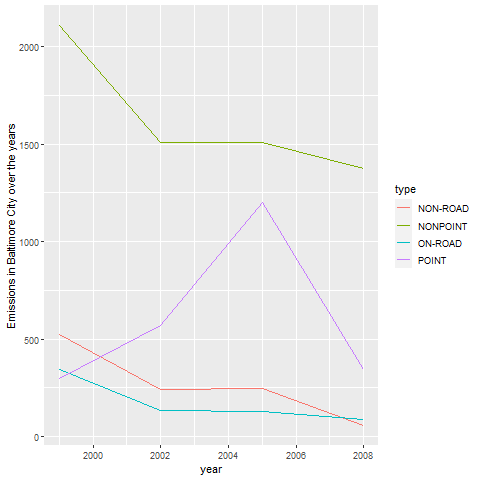 Emissions in Baltimore City over the years
2000
1500
1000
500
0
2000 2002 2004 2006 2008
year
type
NON-ROAD
NONPOINT
ON-ROAD
POINT